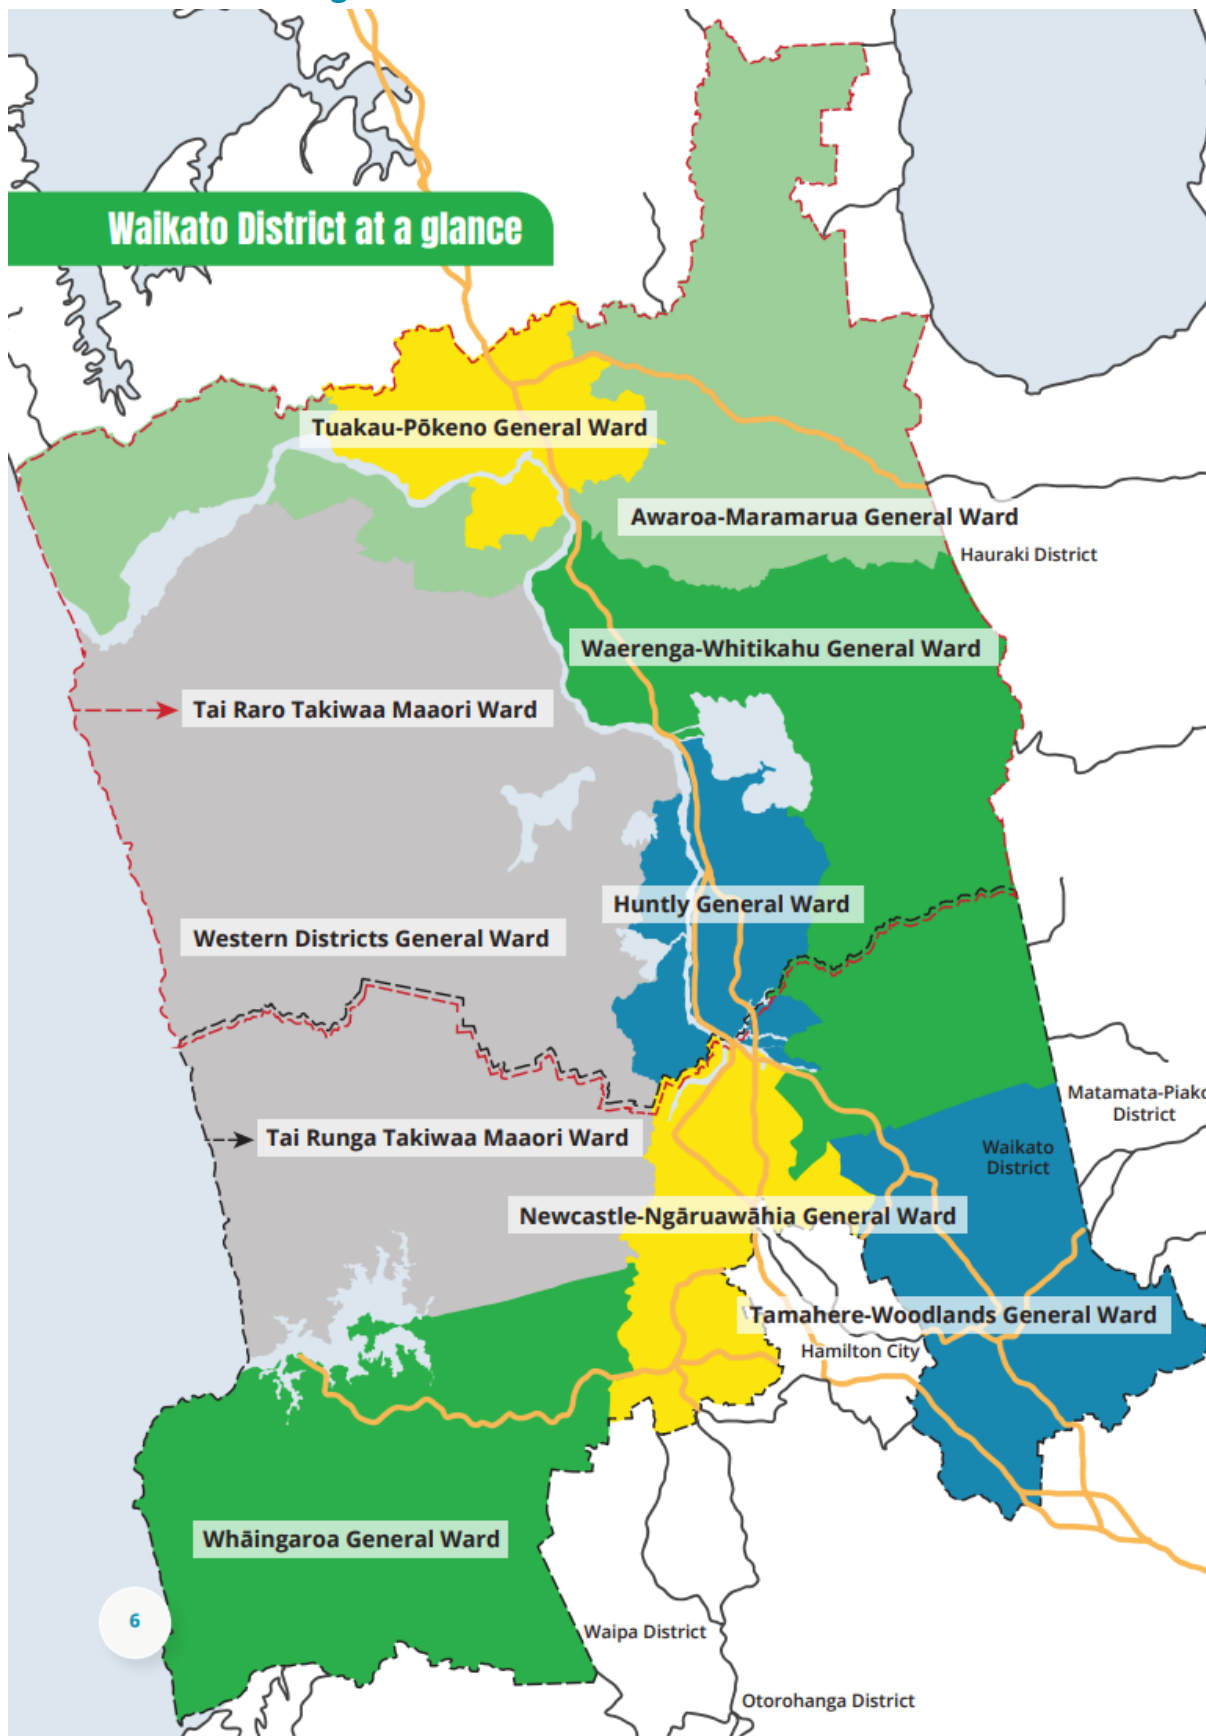 Waikato District at a glance
Tuakau-Pōkeno General Ward
Awaroa-Maramarua General Ward
Hauraki District
Waerenga-Whitikahu General Ward
Tai Raro Takiwaa Maaori Ward
Huntly General Ward
Western Districts General Ward
Matamata-Piako
District
Tai Runga Takiwaa Maaori Ward
Waikato
District
Newcastle-Ngāruawāhia General Ward
Tamahere-Woodlands General Ward
Hamilton City
Whāingaroa General Ward
6
Waipa District
Otorohanga District